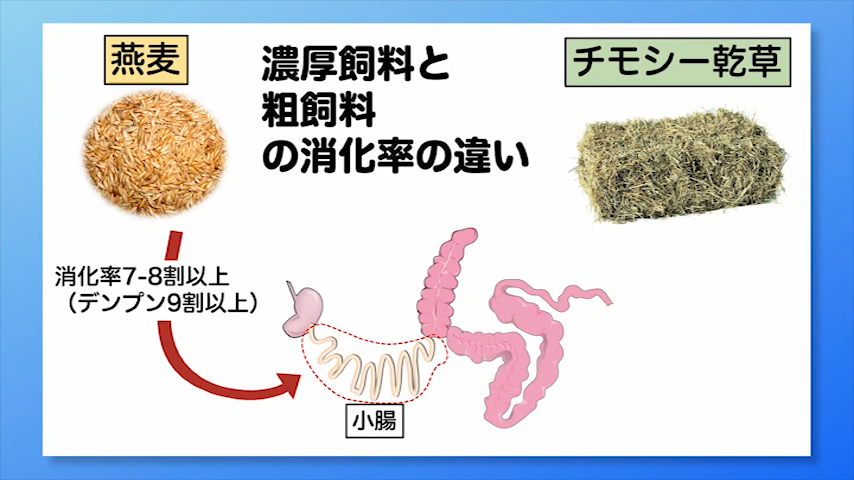 燕麦
濃厚飼料と
粗飼料
の消化率の違い
チモシー乾草
消化率7-8割以上
（デンプン9割以上）
小腸